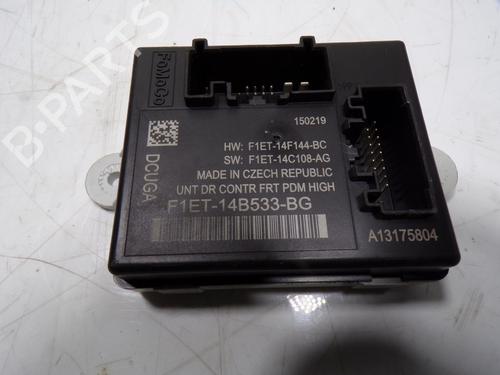 B-PARTS
FoMoCo
150219
HW: F1ET-14F144-BC
SW: F1ET-14C108-AG
MADE IN CZECH REPUBLIC
UNT DR CONTR FRT PDM HIGH
DCUGA
F1ET-14B533-BG
A13175804